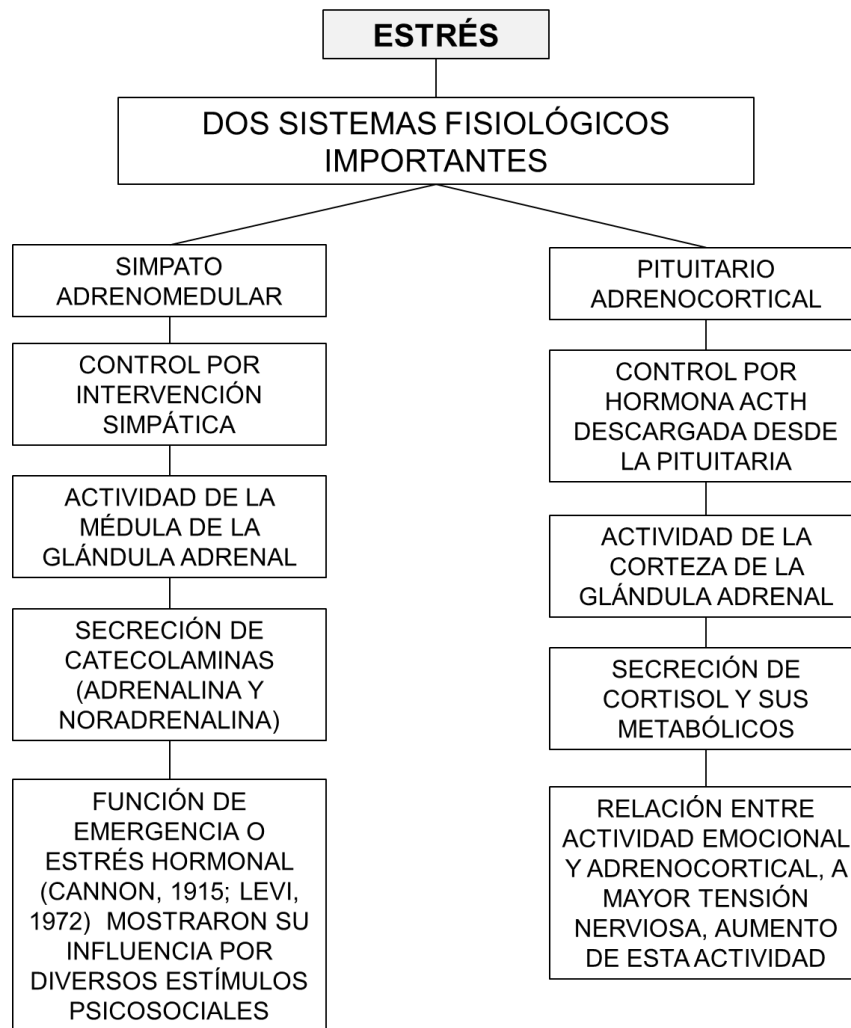 ESTRÉS
DOS SISTEMAS FISIOLÓGICOS
IMPORTANTES
SIMPATO
ADRENOMEDULAR
CONTROL POR
INTERVENCIÓN
SIMPÁTICA
ACTIVIDAD DE LA
MÉDULA DE LA
GLÁNDULA ADRENAL
SECRECIÓN DE
CATECOLAMINAS
(ADRENALINA Y
NORADRENALINA)
FUNCIÓN DE
EMERGENCIA O
ESTRÉS HORMONAL
(CANNON, 1915; LEVI,
1972) MOSTRARON SU
INFLUENCIA POR
DIVERSOS ESTÍMULOS
PSICOSOCIALES
PITUITARIO
ADRENOCORTICAL
CONTROL POR
HORMONA ACTH
DESCARGADA DESDE
LA PITUITARIA
ACTIVIDAD DE LA
CORTEZA DE LA
GLÁNDULA ADRENAL
SECRECIÓN DE
CORTISOL Y SUS
METABÓLICOS
RELACIÓN ENTRE
ACTIVIDAD EMOCIONAL
Y ADRENOCORTICAL, A
MAYOR TENSIÓN
NERVIOSA, AUMENTO
DE ESTA ACTIVIDAD